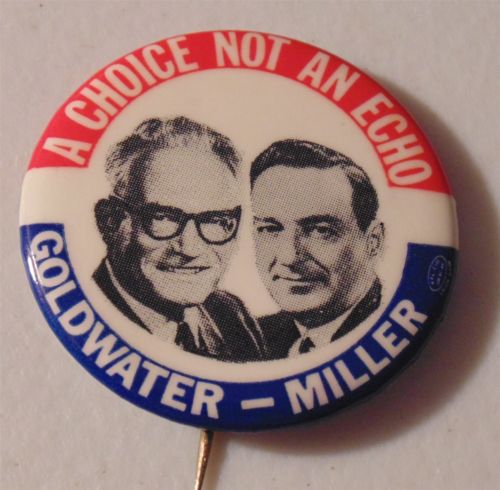 A CHOICE NOT AN ECHO
GOLDWATER – MILLER